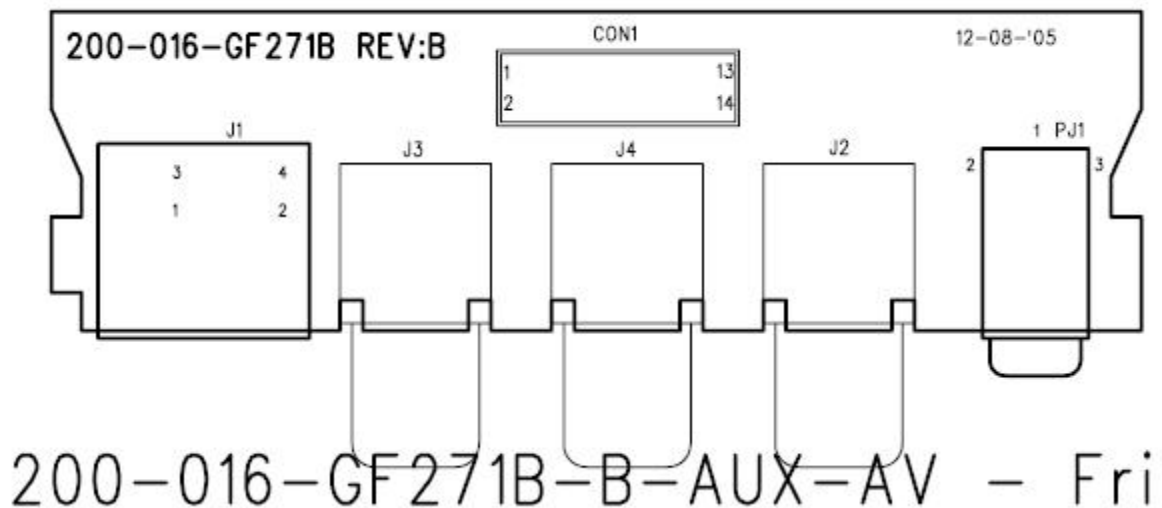 200-016-GF271B REV:B
CON1
12-08-'05
1 13
2 14
J1
J3
J4
J2
1 PJ1
3 4
2 3
1 2
200-016-GF271B-B-AUX-AV - Fri